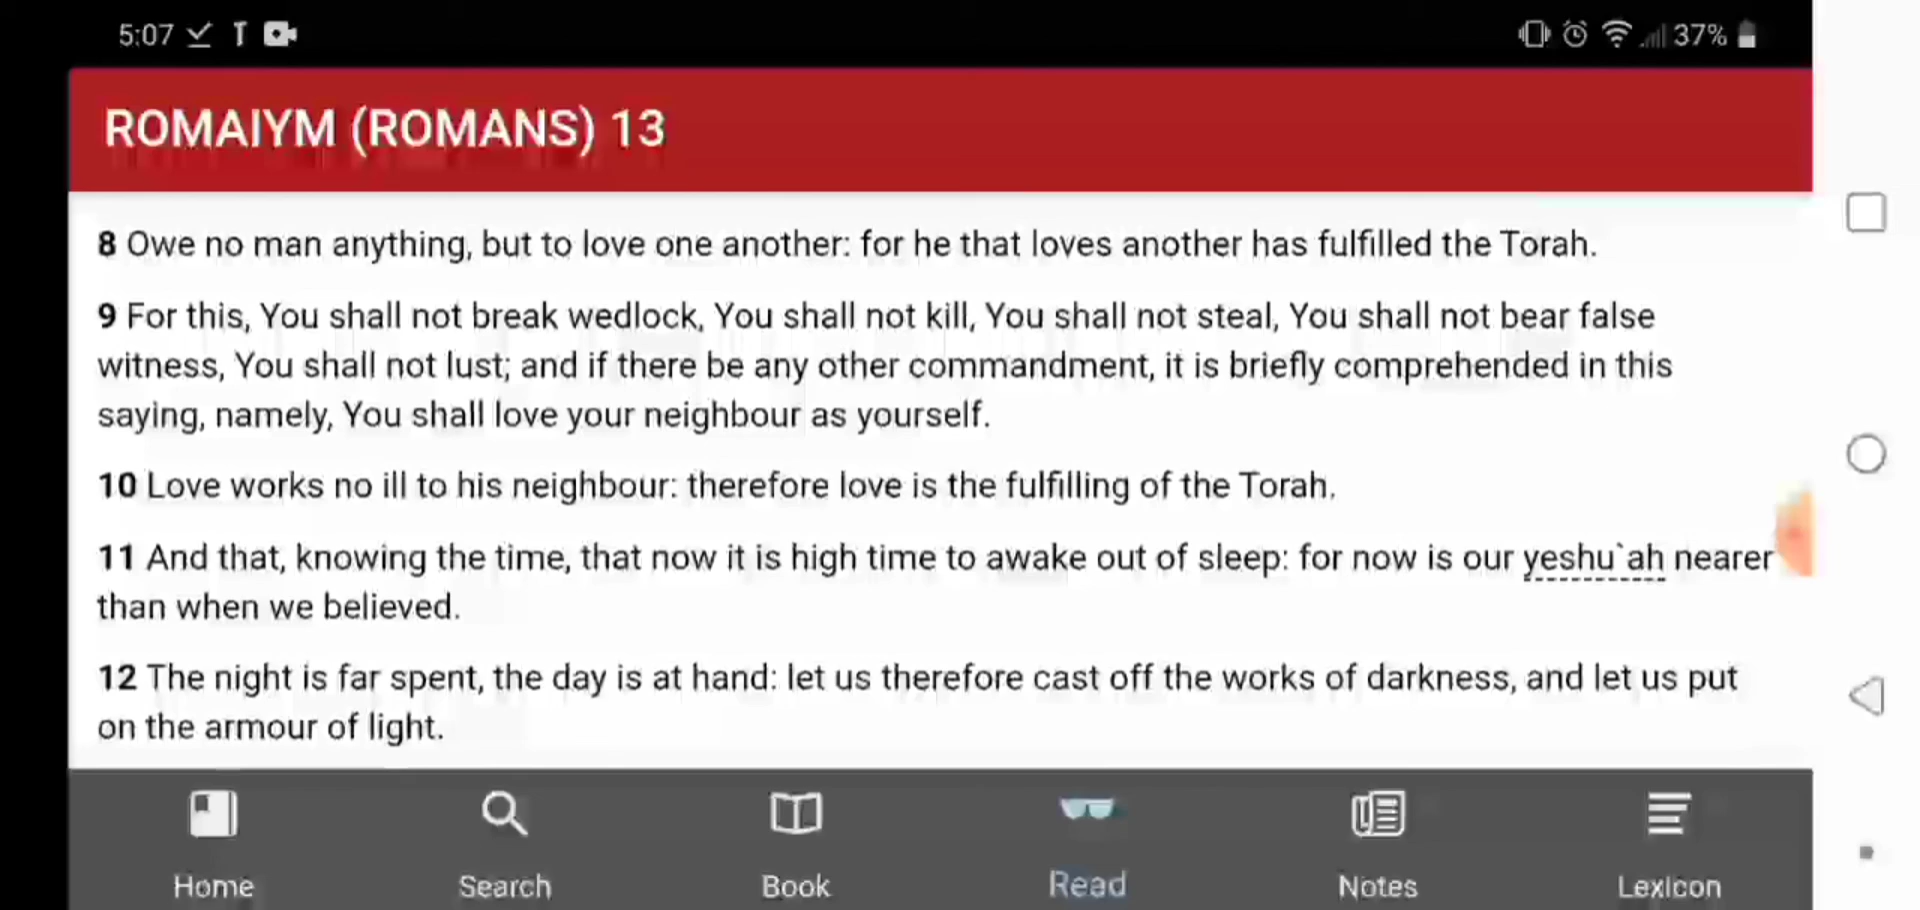 5:07
37%
ROMAIYM (ROMANS) 13
8 Owe no man anything, but to love one another: for he that loves another has fulfilled the Torah.
9 For this, You shall not break wedlock, You shall not kill, You shall not steal, You shall not bear false
witness, You shall not lust; and if there be any other commandment, it is briefly comprehended in this
saying, namely, You shall love your neighbour as yourself.
10 Love works no ill to his neighbour: therefore love is the fulfilling of the Torah.
11 And that, knowing the time, that now it is high time to awake out of sleep: for now is our yeshu`ah nearer
than when we believed.
12 The night is far spent, the day is at hand: let us therefore cast off the works of darkness, and let us put
on the armour of light.
Home Search Book Read Notes Lexicon